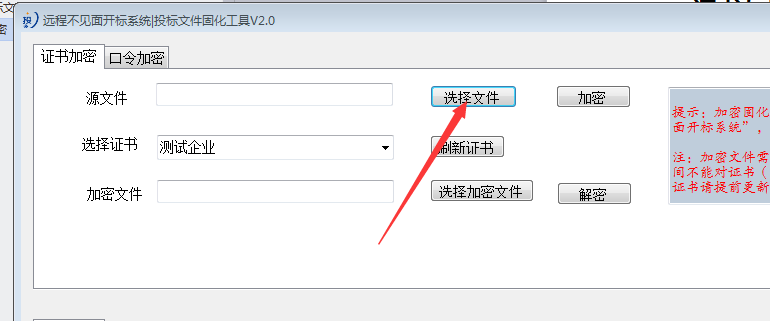 标文
密
投
远程不见面开标系统|投标文件固化工具V2.0
证书加密 口令加密
源文件 选择文件 加密
选择证书 测试企业 刷新证书
加密文件 选择加密文件 解密
提示：加密固化
面开标系统”，
注：加密文件需
间不能对证书（
证书请提前更新